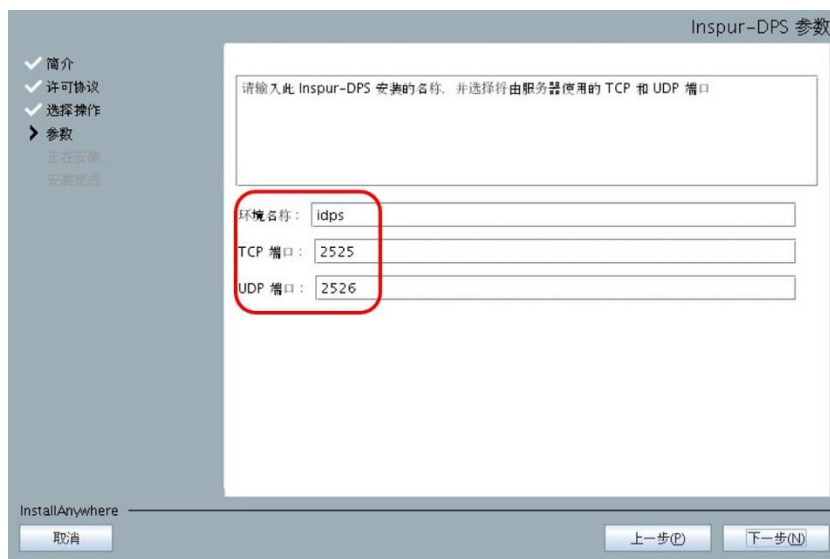 Inspur-DPS 参数
简介
许可协议
选择操作
参数
正在安装...
安装完成
请输入此 Inspur-DPS 安装的名称, 并选择将由服务器使用的 TCP 和 UDP 端口
环境名称: idps
TCP 端口: 2525
UDP 端口: 2526
InstallAnywhere
取消
上一步(P)
下一步(N)